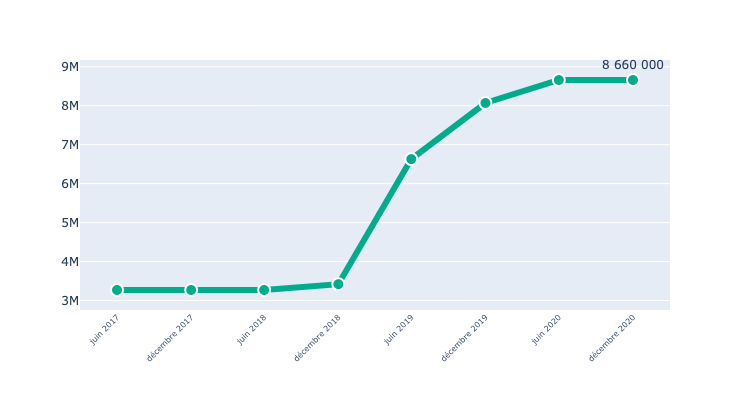 8 660 000
9M
8M
7M
6M
5M
4M
3M
juin 2017
décembre 2017
juin 2018
décembre 2018
juin 2019
décembre 2019
juin 2020
décembre 2020